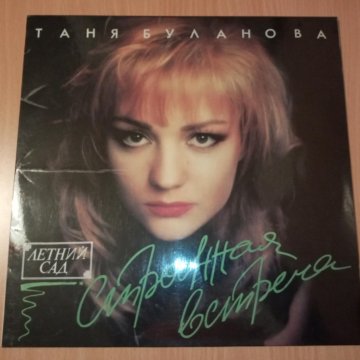 ТАНЯ БУЛАНОВА
ЛЕТНИЙ
САД
странная
встреча